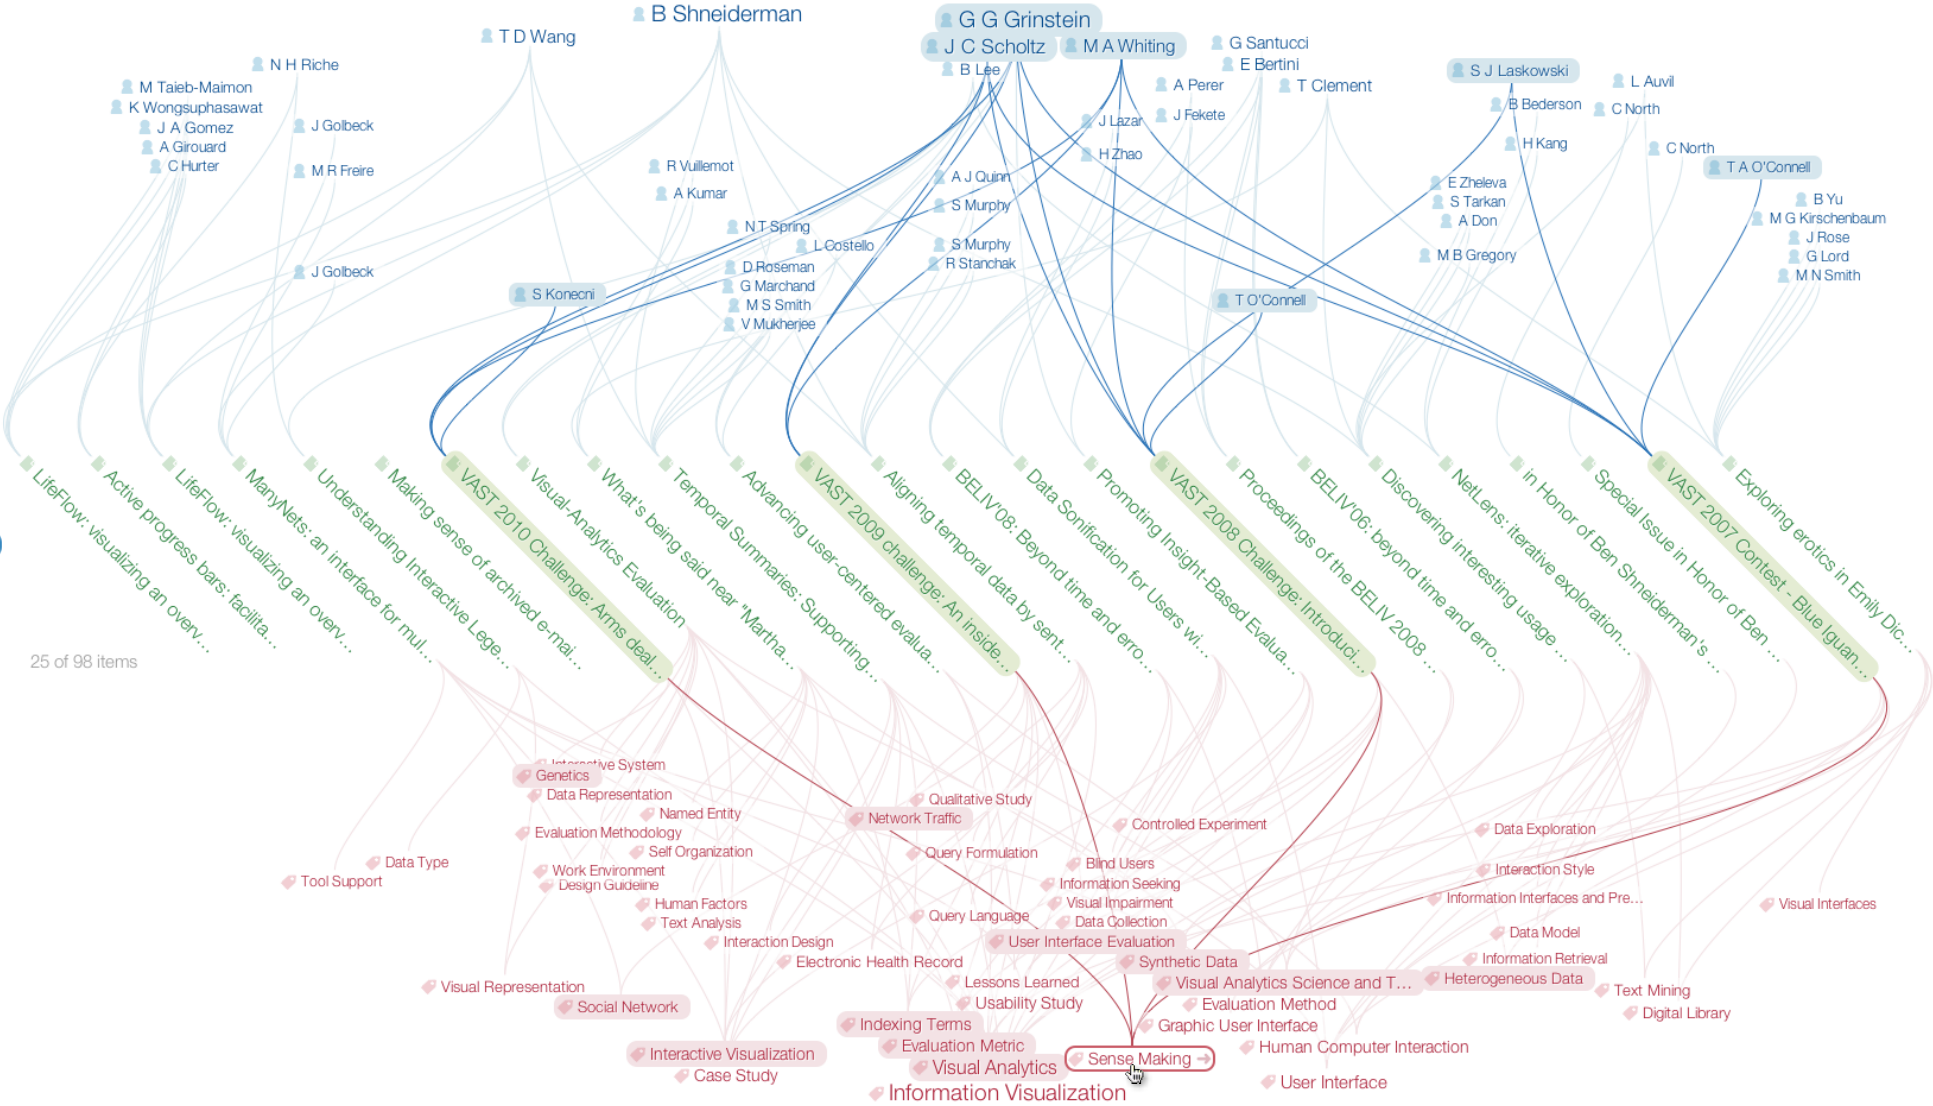 B Shneiderman
G G Grinstein
T D Wang
J C Scholtz
M A Whiting
G Santucci
N H Riche
B Lee
E Bertini
S J Laskowski
M Taieb-Maimon
A Perer
T Clement
L Auvil
K Wongsuphasawat
B Bederson
C North
J A Gomez
J Golbeck
J Lazar
J Fekete
A Girouard
H Zhao
H Kang
C North
C Hurter
M R Freire
R Vuillemot
A J Quinn
T A O'Connell
A Kumar
E Zheleva
S Murphy
S Tarkan
B Yu
N T Spring
A Don
M G Kirschenbaum
L Costello
S Murphy
J Rose
D Roseman
R Stanchak
M B Gregory
G Lord
J Golbeck
G Marchand
M N Smith
S Konecni
M S Smith
T O'Connell
V Mukherjee
LifeFlow: visualizing an overv...
Active progress bars: facilita...
LifeFlow: visualizing an overv...
ManyNets: an interface for mul...
Understanding Interactive Lege...
Making sense of archived e-mai...
VAST 2010 Challenge: Arms deal...
Visual-Analytics Evaluation
What's being said near "Martha...
Temporal Summaries: Supporting...
Advancing user-centered evalua...
VAST 2009 challenge: An inside...
Aligning temporal data by sent...
BELIV'08: Beyond time and erro...
Data Sonification for Users wi...
Promoting Insight-Based Evalua...
VAST 2008 Challenge: Introduci...
Proceedings of the BELIV 2008 ...
BELIV'06: beyond time and erro...
Discovering interesting usage ...
NetLens: iterative exploration...
in Honor of Ben Shneiderman's ...
Special Issue in Honor of Ben ...
VAST 2007 Contest - Blue Iguan...
Exploring erotics in Emily Dic...
25 of 98 items
Interactive System
Genetics
Data Representation
Qualitative Study
Named Entity
Network Traffic
Controlled Experiment
Data Exploration
Evaluation Methodology
Self Organization
Query Formulation
Data Type
Blind Users
Work Environment
Interaction Style
Tool Support
Design Guideline
Information Seeking
Human Factors
Visual Impairment
Information Interfaces and Pre...
Visual Interfaces
Text Analysis
Query Language
Data Collection
Interaction Design
User Interface Evaluation
Data Model
Electronic Health Record
Synthetic Data
Information Retrieval
Visual Representation
Lessons Learned
Visual Analytics Science and T...
Heterogeneous Data
Social Network
Usability Study
Evaluation Method
Text Mining
Indexing Terms
Graphic User Interface
Digital Library
Interactive Visualization
Evaluation Metric
Sense Making
Human Computer Interaction
Case Study
Visual Analytics
User Interface
Information Visualization